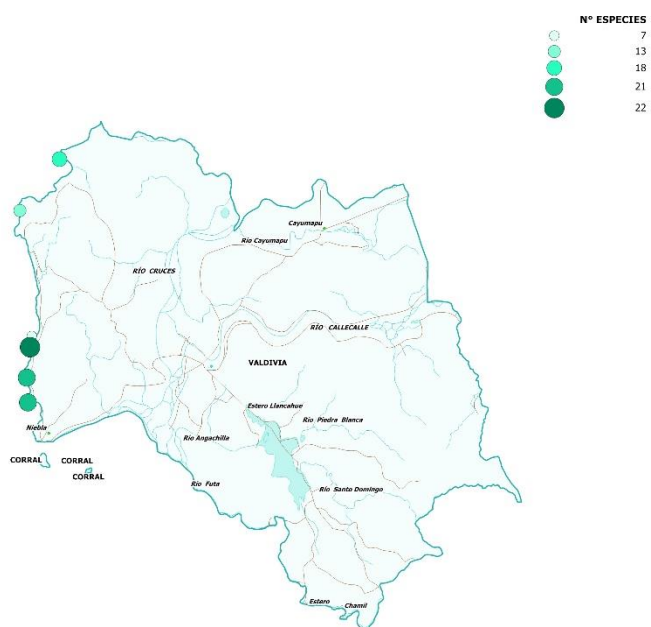 N° ESPECIES
7
13
18
21
22
Cayumapu
Río Cayumapu
RÍO CRUCES
RÍO CALLECALLE
VALDIVIA
Estero Llancahue
Río Piedra Blanca
Niebla
Río Angachilla
CORRAL
CORRAL
CORRAL
Río Futa
Río Santo Domingo
Estero Chamil